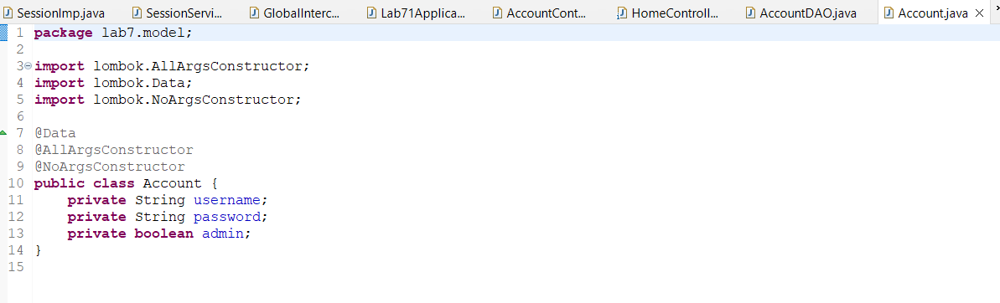 SessionImp.java SessionServi... GlobalInterc... Lab71Applica... AccountCont... HomeControll... AccountDAO.java Account.java
1 package lab7.model;
2
3 import lombok.AllArgsConstructor;
4 import lombok.Data;
5 import lombok.NoArgsConstructor;
6
7 @Data
8 @AllArgsConstructor
9 @NoArgsConstructor
10 public class Account {
11     private String username;
12     private String password;
13     private boolean admin;
14 }
15